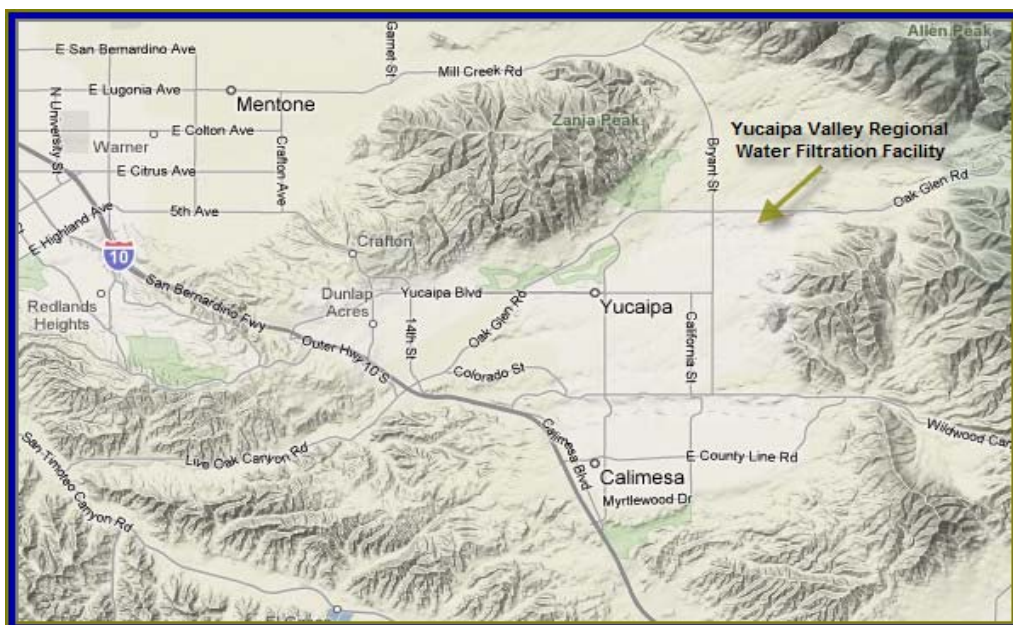 Allen Peak
E San Bernardino Ave
Garnet St
Mill Creek Rd
E Lugonia Ave
N University St
Mentone
Zanja Peak
Yucaipa Valley Regional
Water Filtration Facility
E Colton Ave
Warner
Crafton Ave
Bryant St
E Citrus Ave
Oak Glen Rd
5th Ave
E Highland Ave
Crafton
10
San Bernardino Fwy
Dunlap
Acres
Yucaipa Blvd
Redlands
Heights
Yucaipa
Oak Glen Rd
14th St
California St
Outer Hwy 10 S
Colorado St
Calimesa Blvd
Wildwood Can
San Timoteo Canyon Rd
Live Oak Canyon Rd
E County Line Rd
Calimesa
Myrtlewood Dr